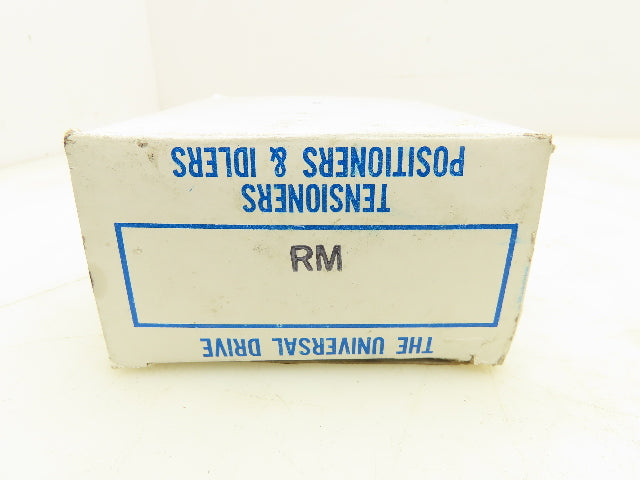 THE UNIVERSAL DRIVE
RM
TENSIONERS
POSITIONERS & IDLERS